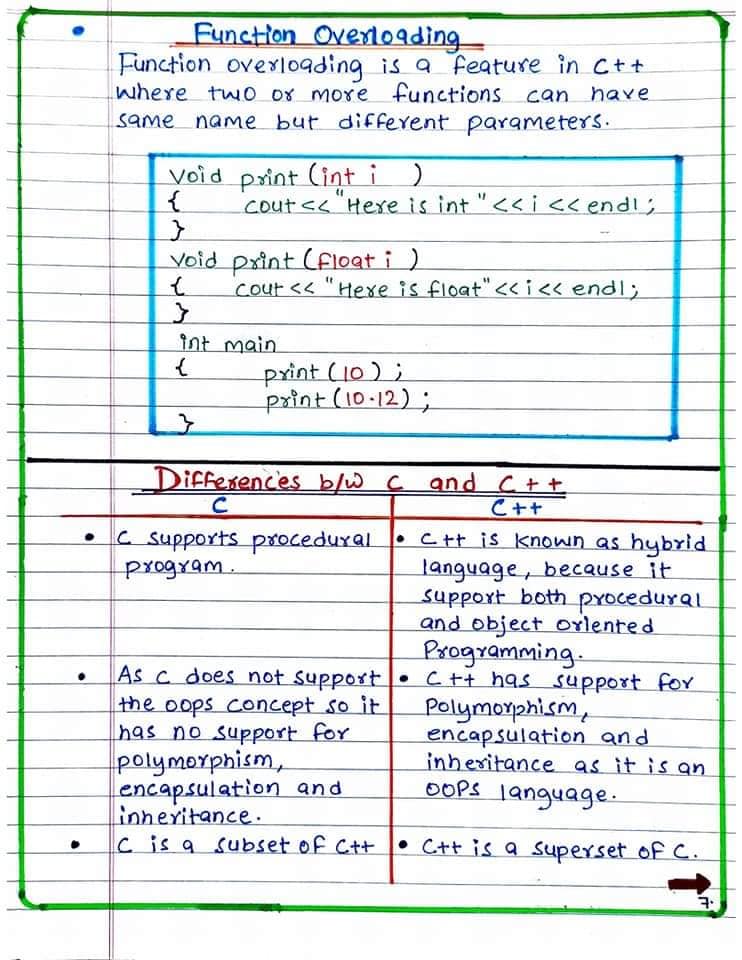 Function Overloading
Function overloading is a feature in C++
where two or more functions can have
same name but different parameters.
void print (int i )
{ cout << "Here is int " << i << endl ;
}
void print (float i )
{ cout << "Here is float" << i << endl;
}
int main
{ print (10) ;
print (10.12) ;
}
Differences b/w C and C++
C
C++
• C supports procedural
program.
• C++ is known as hybrid
language, because it
support both procedural
and object oriented
Programming.
• As C does not support
the oops concept so it
has no support for
polymorphism,
encapsulation and
inheritance.
• C++ has support for
Polymorphism,
encapsulation and
inheritance as it is an
OOPS language.
• C is a subset of C++
• C++ is a superset of C.
7.